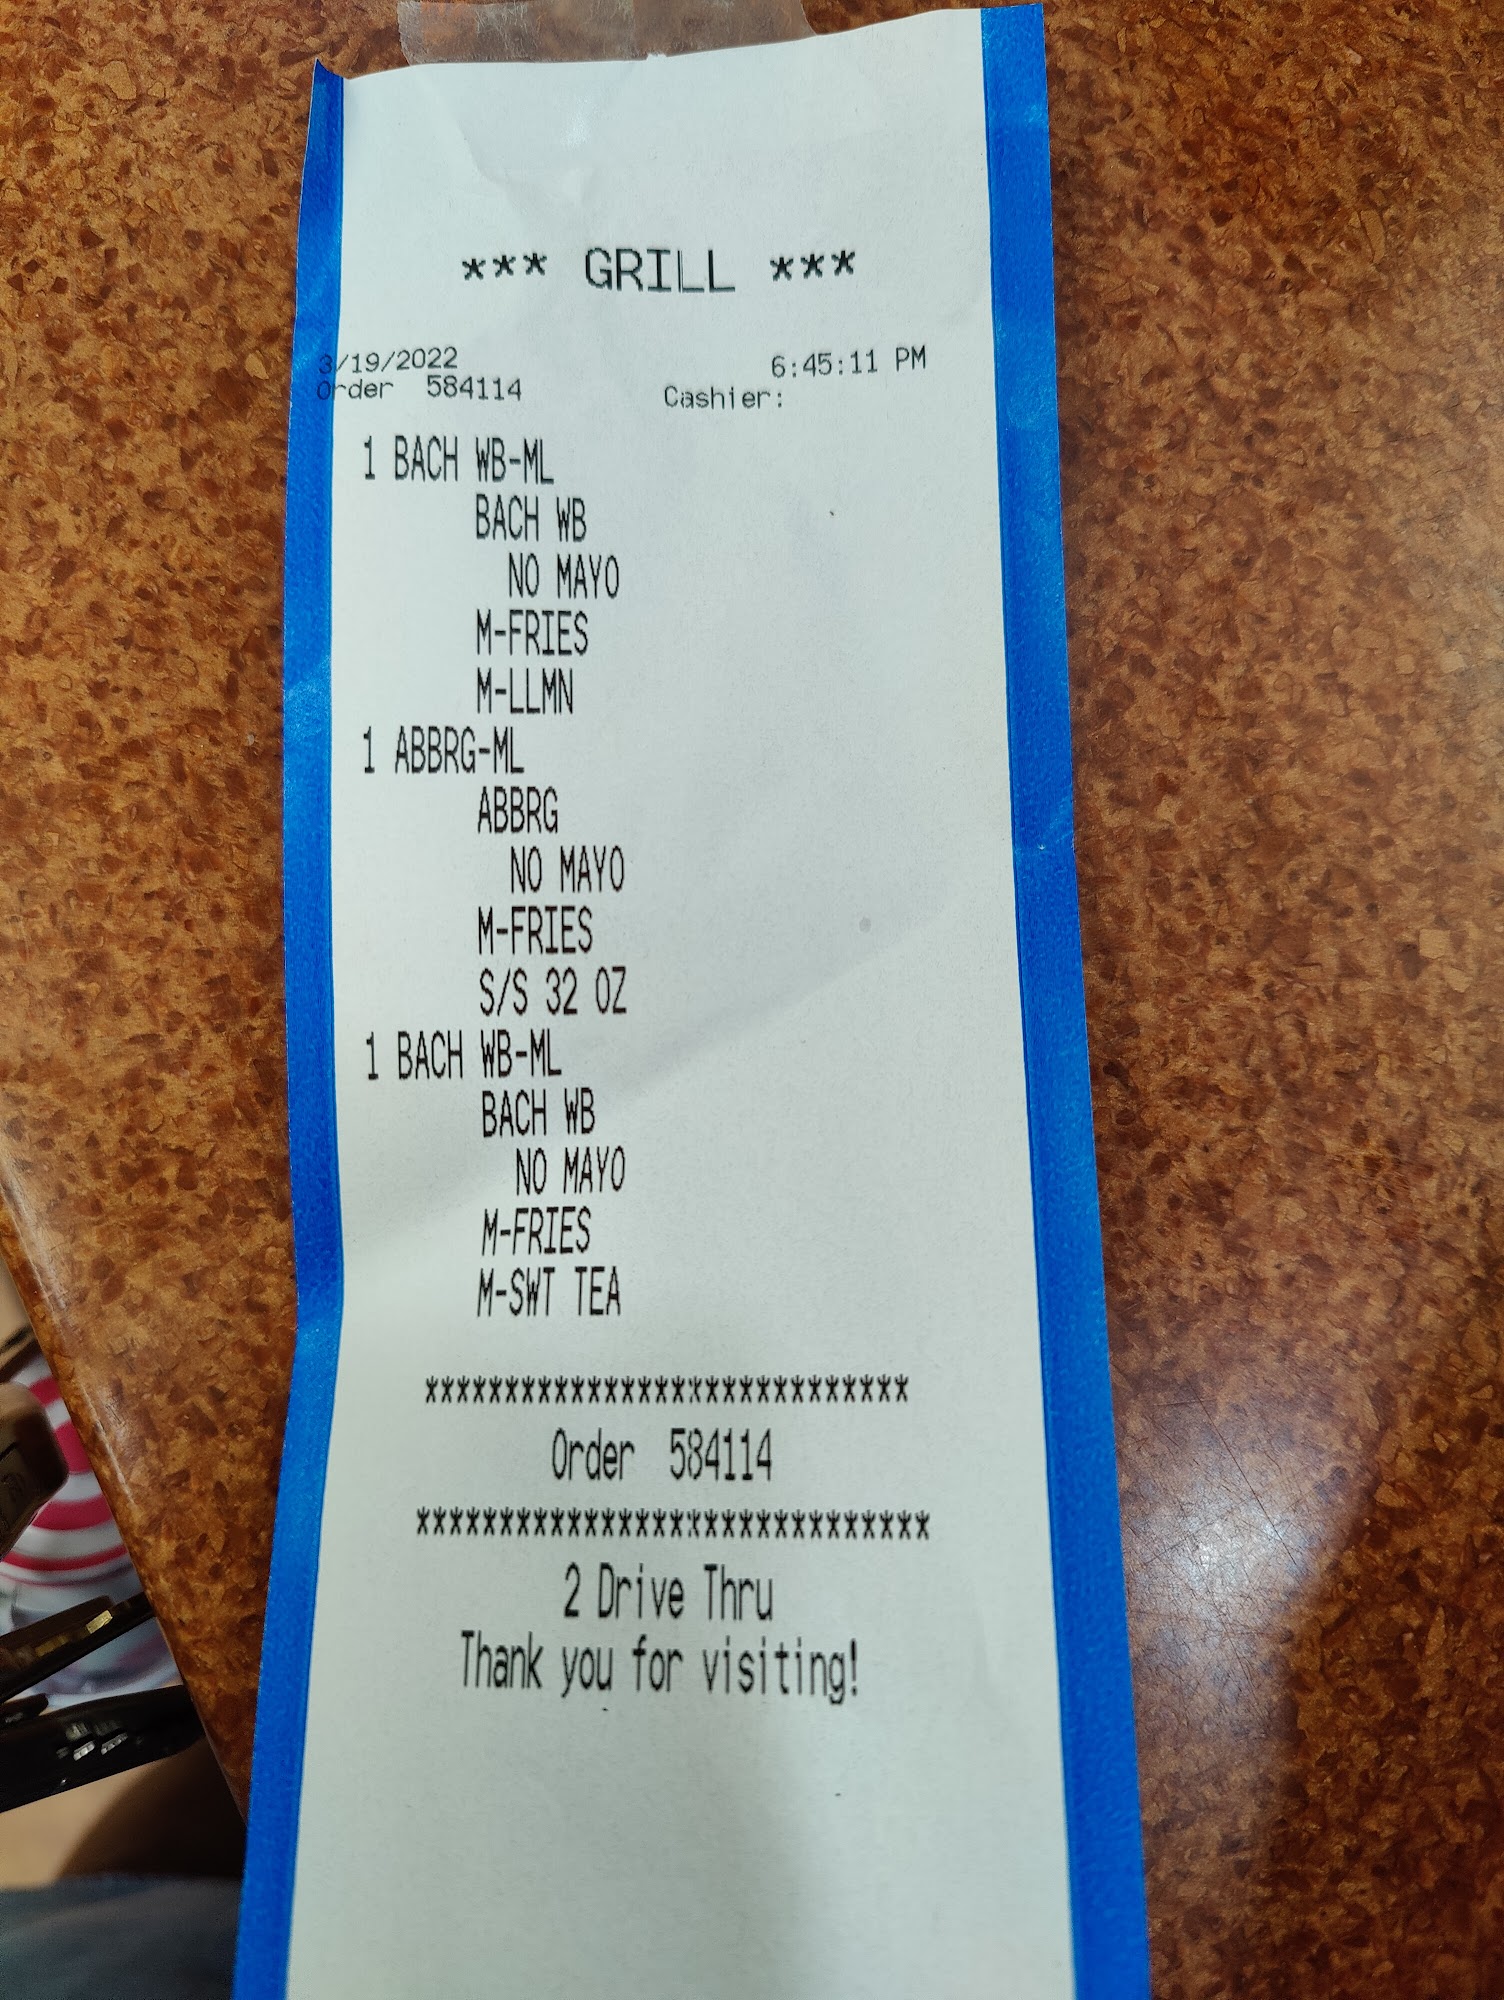 *** GRILL ***
3/19/2022 6:45:11 PM
Order 584114 Cashier:
1 BACH WB-ML
BACH WB
NO MAYO
M-FRIES
M-LLMN
1 ABBRG-ML
ABBRG
NO MAYO
M-FRIES
S/S 32 OZ
1 BACH WB-ML
BACH WB
NO MAYO
M-FRIES
M-SWT TEA
******************************
Order 584114
******************************
2 Drive Thru
Thank you for visiting!